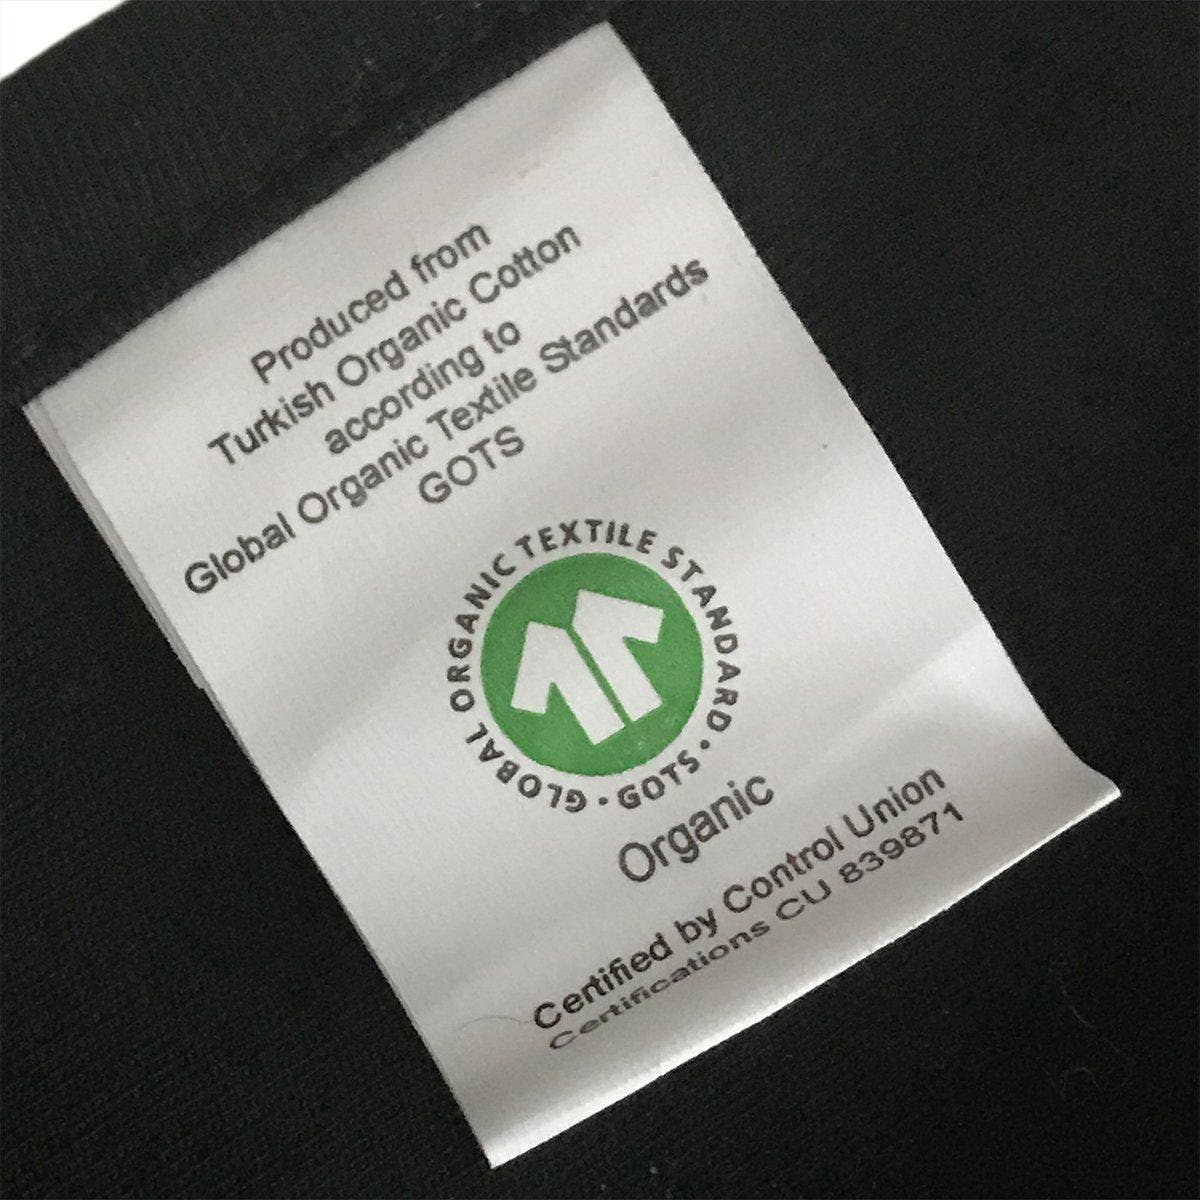 Produced from
Turkish Organic Cotton
according to
Global Organic Textile Standards
GOTS
GLOBAL ORGANIC TEXTILE STANDARD · GOTS ·
Organic
Certified by Control Union
Certifications CU 839871